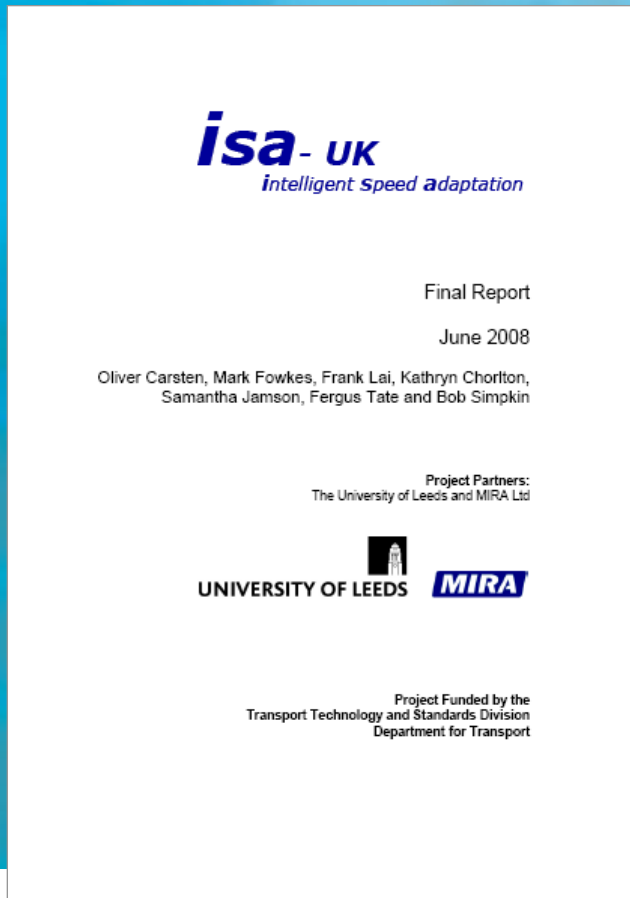 isa- UK
intelligent speed adaptation
Final Report
June 2008
Oliver Carsten, Mark Fowkes, Frank Lai, Kathryn Chorlton,
Samantha Jamson, Fergus Tate and Bob Simpkin
Project Partners:
The University of Leeds and MIRA Ltd
UNIVERSITY OF LEEDS
MIRA
Project Funded by the
Transport Technology and Standards Division
Department for Transport